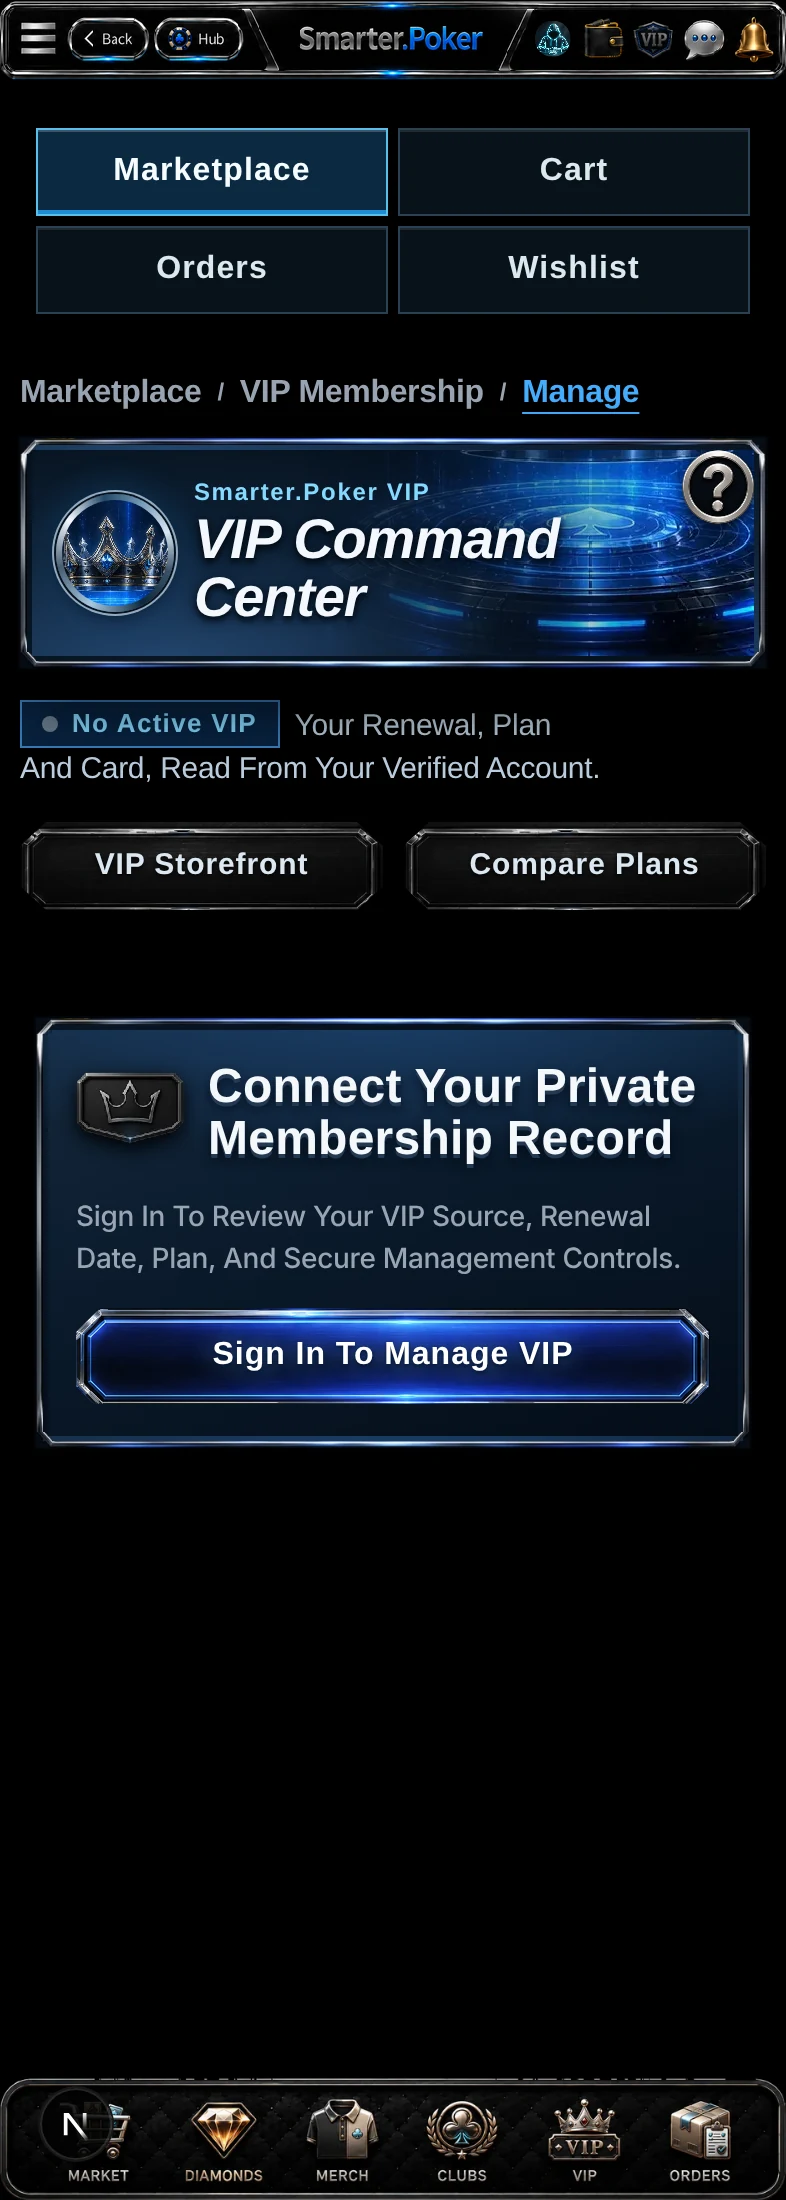 Back
Hub
Smarter.Poker
VIP
Marketplace
Cart
Orders
Wishlist
Marketplace / VIP Membership / Manage
Smarter.Poker VIP
VIP Command
Center
?
No Active VIP
Your Renewal, Plan
And Card, Read From Your Verified Account.
VIP Storefront
Compare Plans
Connect Your Private
Membership Record
Sign In To Review Your VIP Source, Renewal
Date, Plan, And Secure Management Controls.
Sign In To Manage VIP
N
VIP
MARKET
DIAMONDS
MERCH
CLUBS
VIP
ORDERS